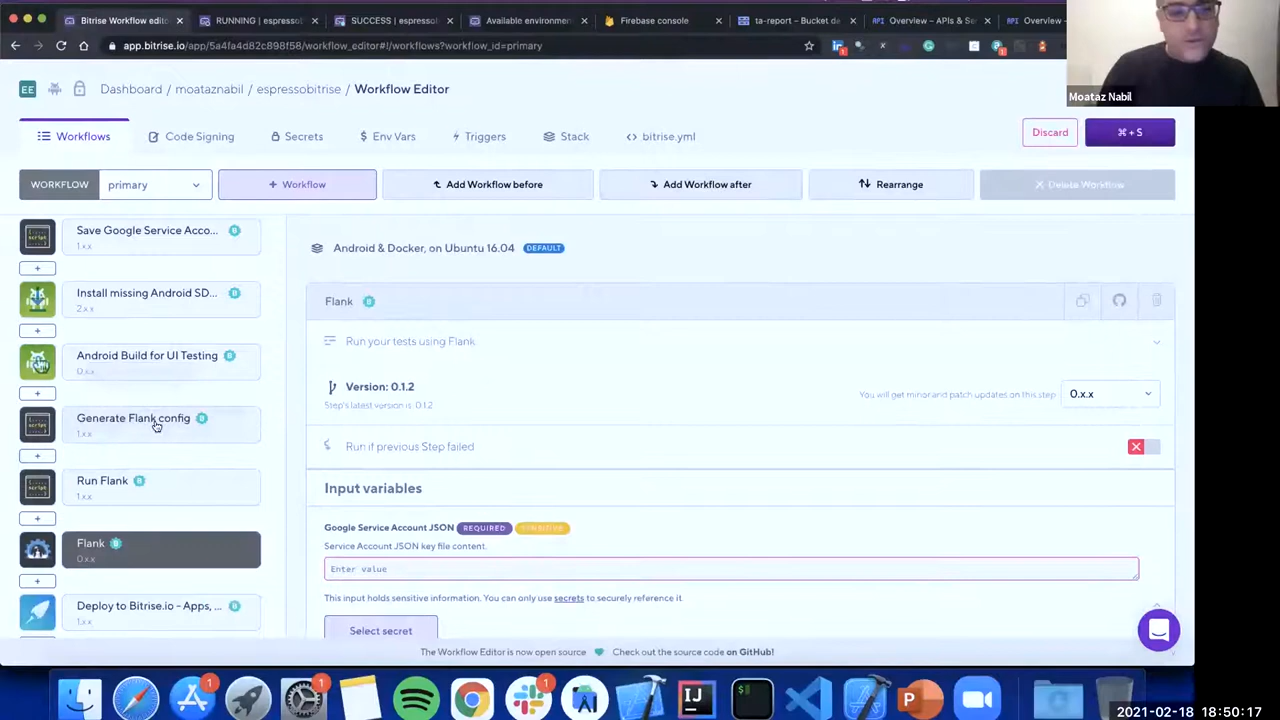 Bitrise Workflow editor
RUNNING | espresso
SUCCESS | espressobit
Available environmen
Firebase console
ta-report – Bucket de
API Overview – APIs & Se
API Overview
app.bitrise.io/app/5a4fa4d82c898f58/workflow_editor#!/workflows?workflow_id=primary
Moataz Nabil
EE
Dashboard / moataznabil / espressobitrise / Workflow Editor
Workflows
Code Signing
Secrets
$ Env Vars
Triggers
Stack
<> bitrise.yml
Discard
⌘ + S
WORKFLOW
primary
+ Workflow
Add Workflow before
Add Workflow after
Rearrange
Delete Workflow
Save Google Service Acco...
1.x.x
Install missing Android SD...
2.x.x
Android Build for UI Testing
0.x.x
Generate Flank config
1.x.x
Run Flank
1.x.x
Flank
0.x.x
Deploy to Bitrise.io - Apps, ...
1.x.x
Android & Docker, on Ubuntu 16.04
DEFAULT
Flank
Run your tests using Flank
Version: 0.1.2
Step's latest version is: 0.1.2
You will get minor and patch updates on this step
0.x.x
Run if previous Step failed
Input variables
Google Service Account JSON
REQUIRED
SENSITIVE
Service Account JSON key file content.
Enter value
This input holds sensitive information. You can only use secrets to securely reference it
Select secret
The Workflow Editor is now open source
Check out the source code on GitHub!
2021-02-18 18:50:17